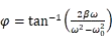 φ = tan⁻¹ (2βω / (ω² − ω₀²))